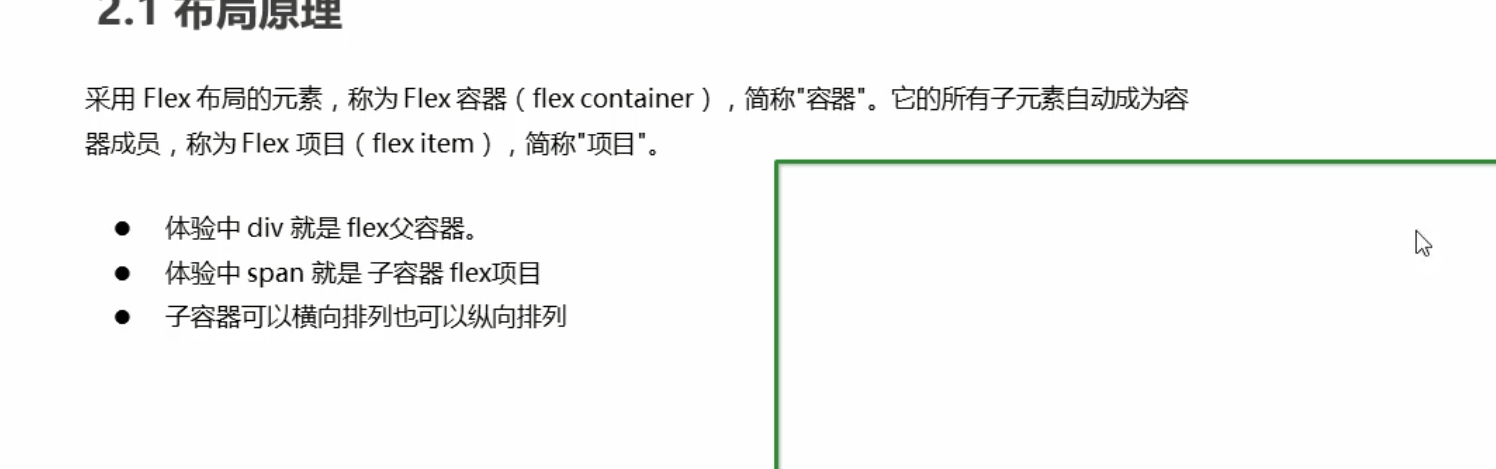 2.1 布局原理
采用 Flex 布局的元素，称为 Flex 容器（flex container），简称"容器"。它的所有子元素自动成为容
器成员，称为 Flex 项目（flex item），简称"项目"。
● 体验中 div 就是 flex父容器。
● 体验中 span 就是 子容器 flex项目
● 子容器可以横向排列也可以纵向排列